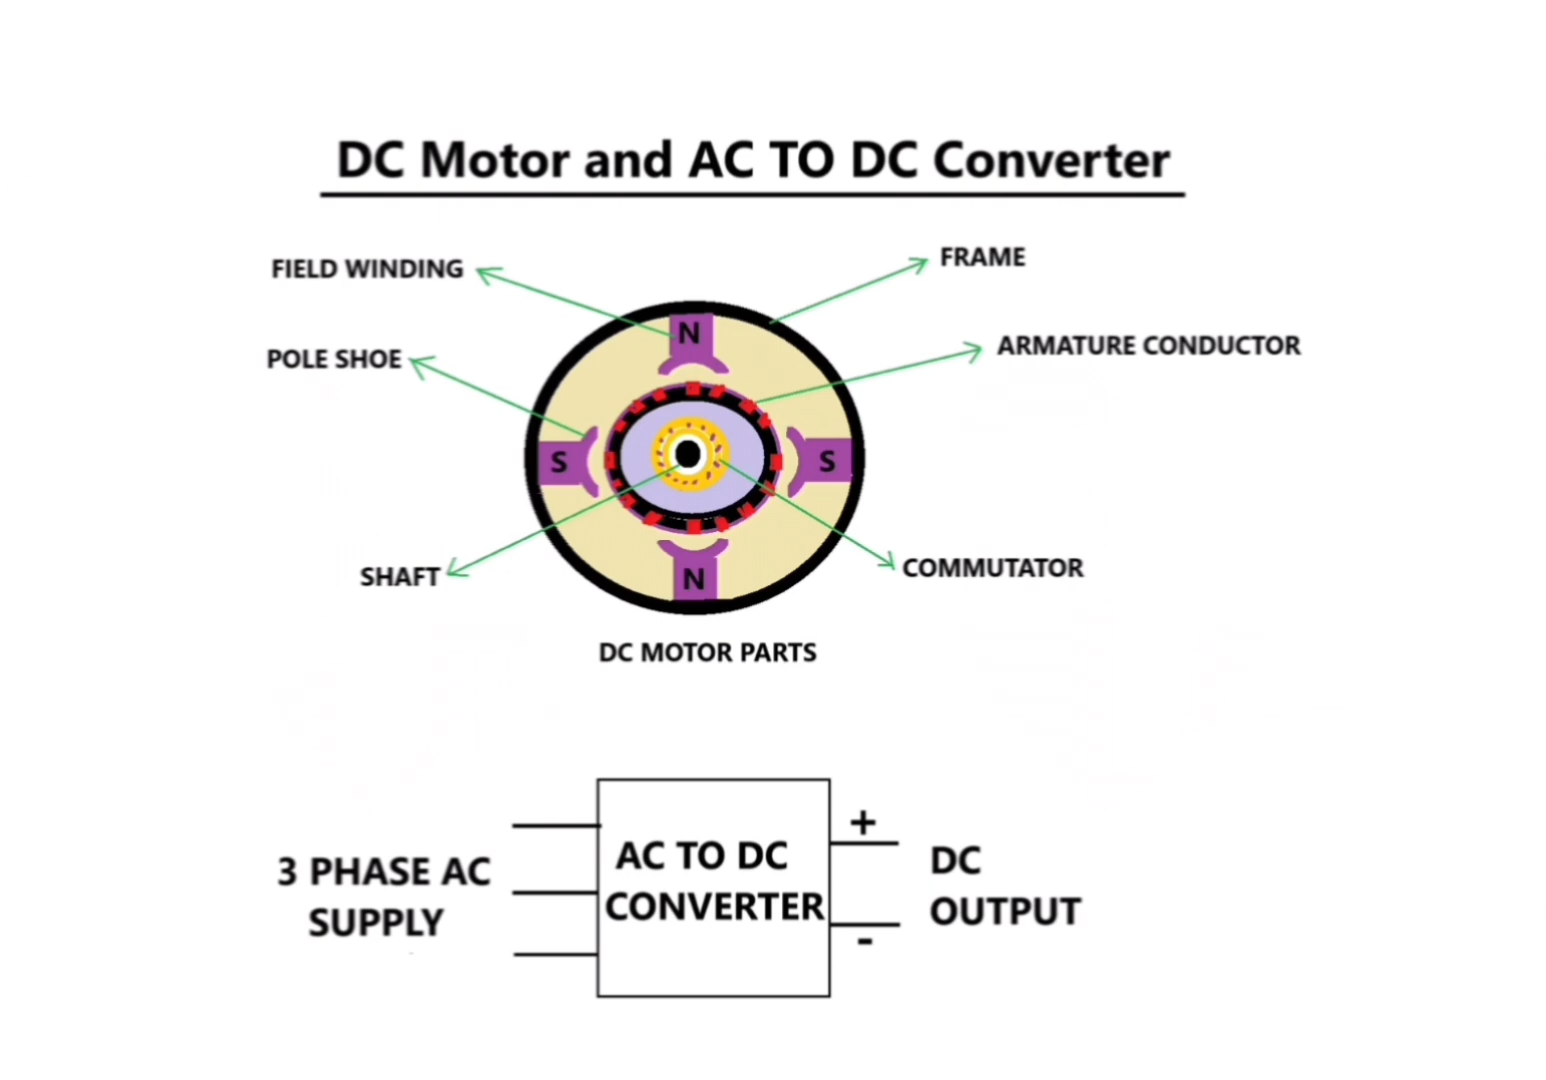 DC Motor and AC TO DC Converter
FIELD WINDING
FRAME
POLE SHOE
ARMATURE CONDUCTOR
N
S
S
N
SHAFT
COMMUTATOR
DC MOTOR PARTS
3 PHASE AC
SUPPLY
AC TO DC
CONVERTER
+
-
DC
OUTPUT